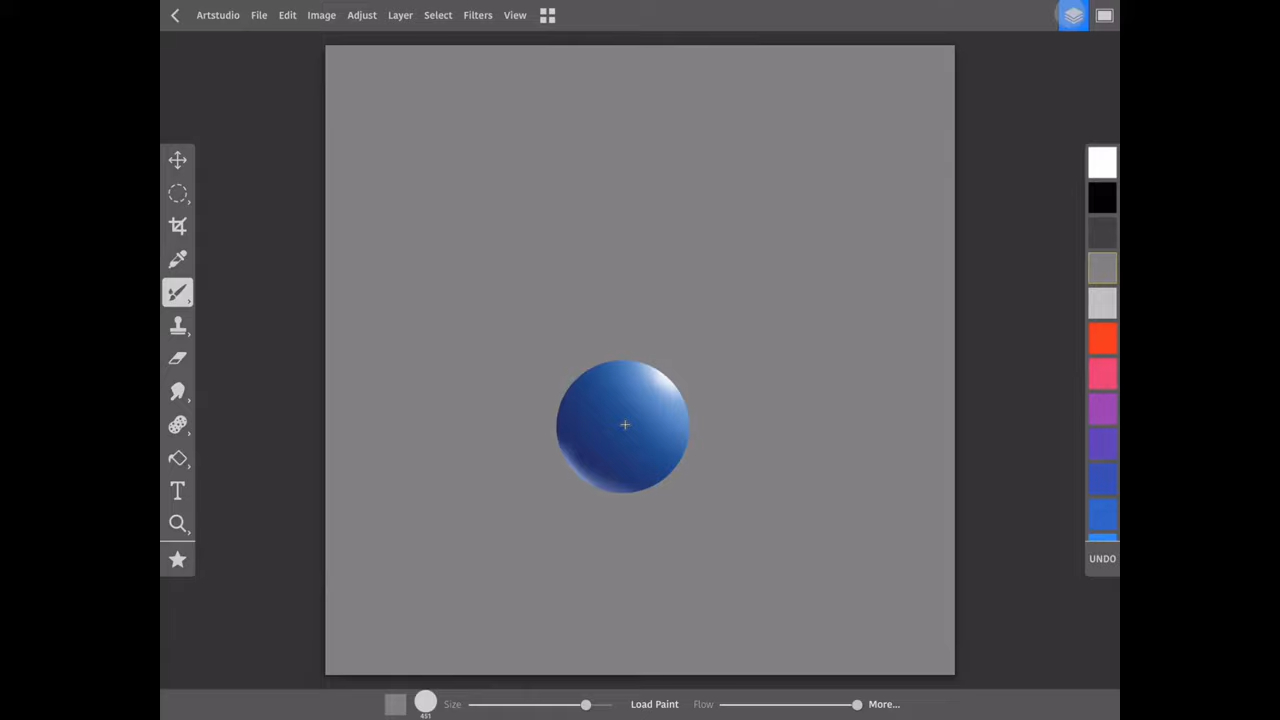 Artstudio File Edit Image Adjust Layer Select Filters View
UNDO
Size Load Paint Flow More...
451